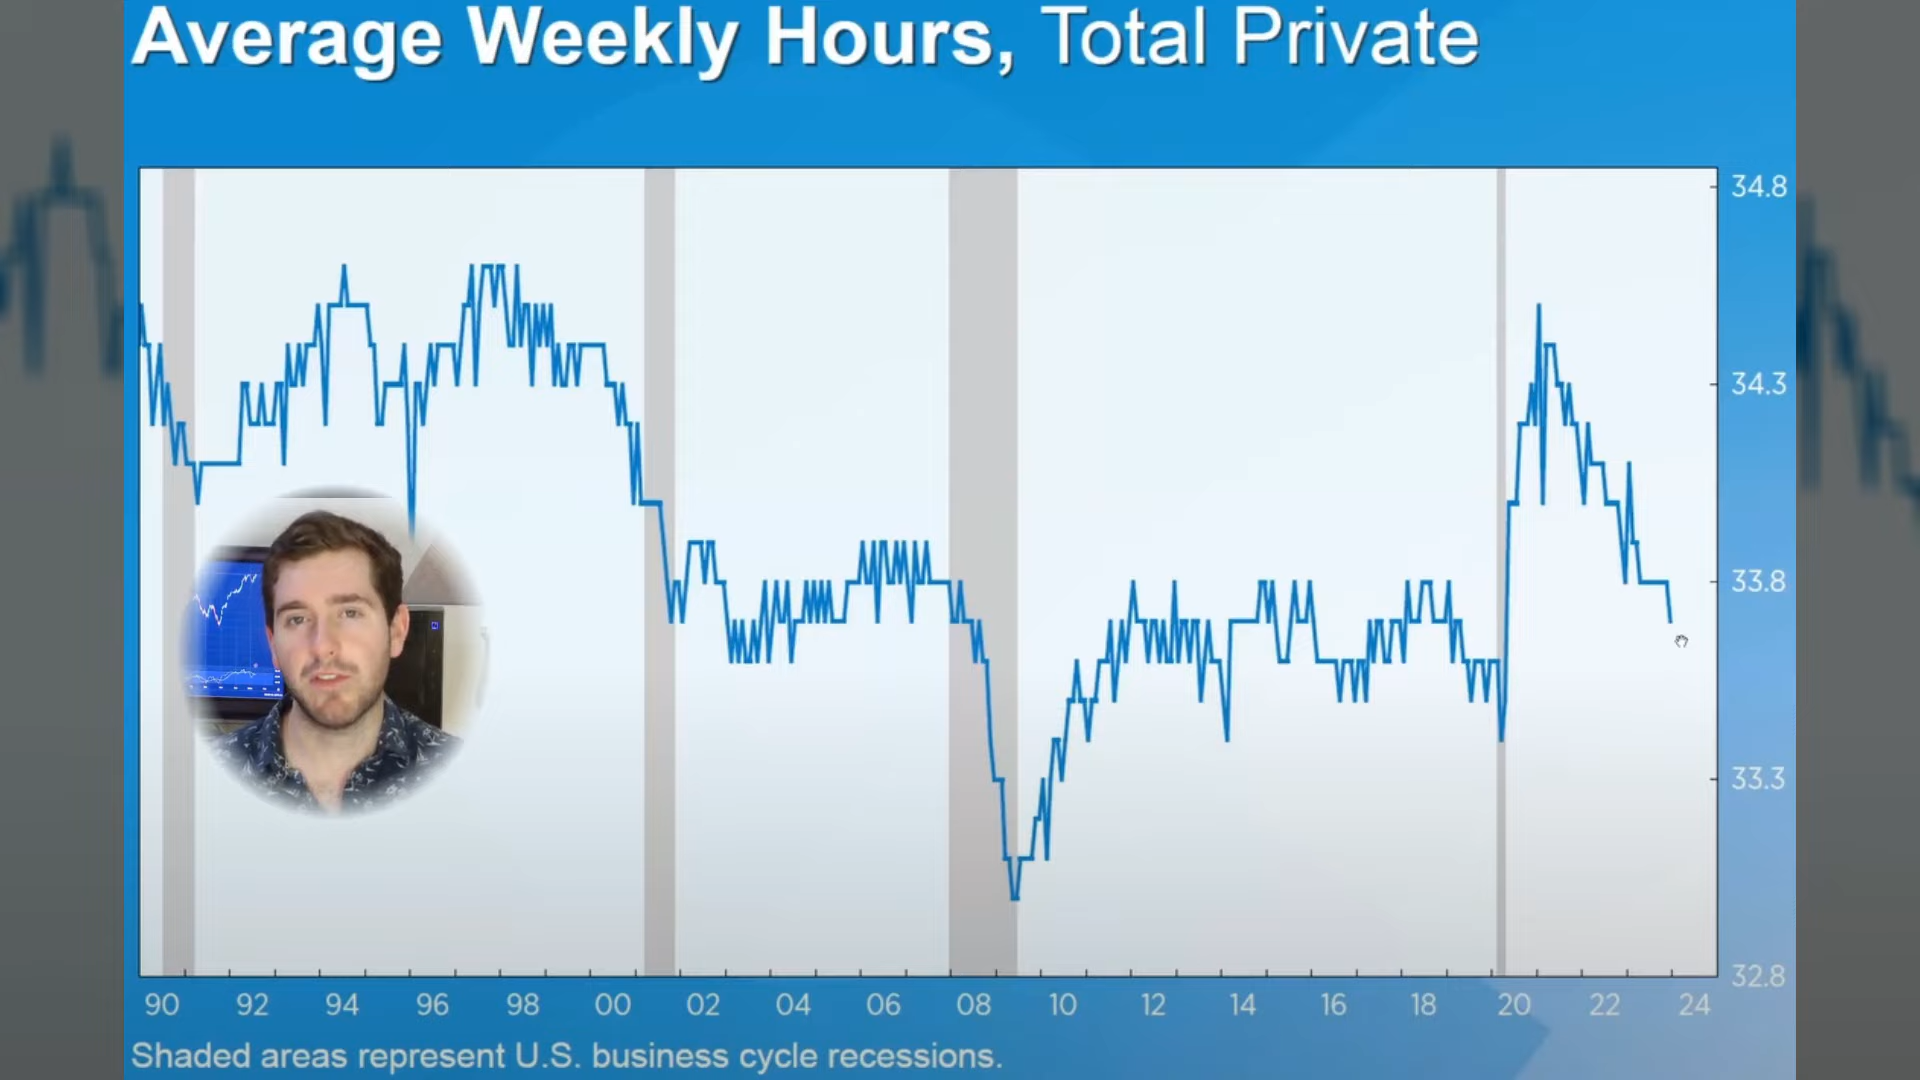 Average Weekly Hours, Total Private
34.8
34.3
33.8
33.3
32.8
90 92 94 96 98 00 02 04 06 08 10 12 14 16 18 20 22 24
Shaded areas represent U.S. business cycle recessions.